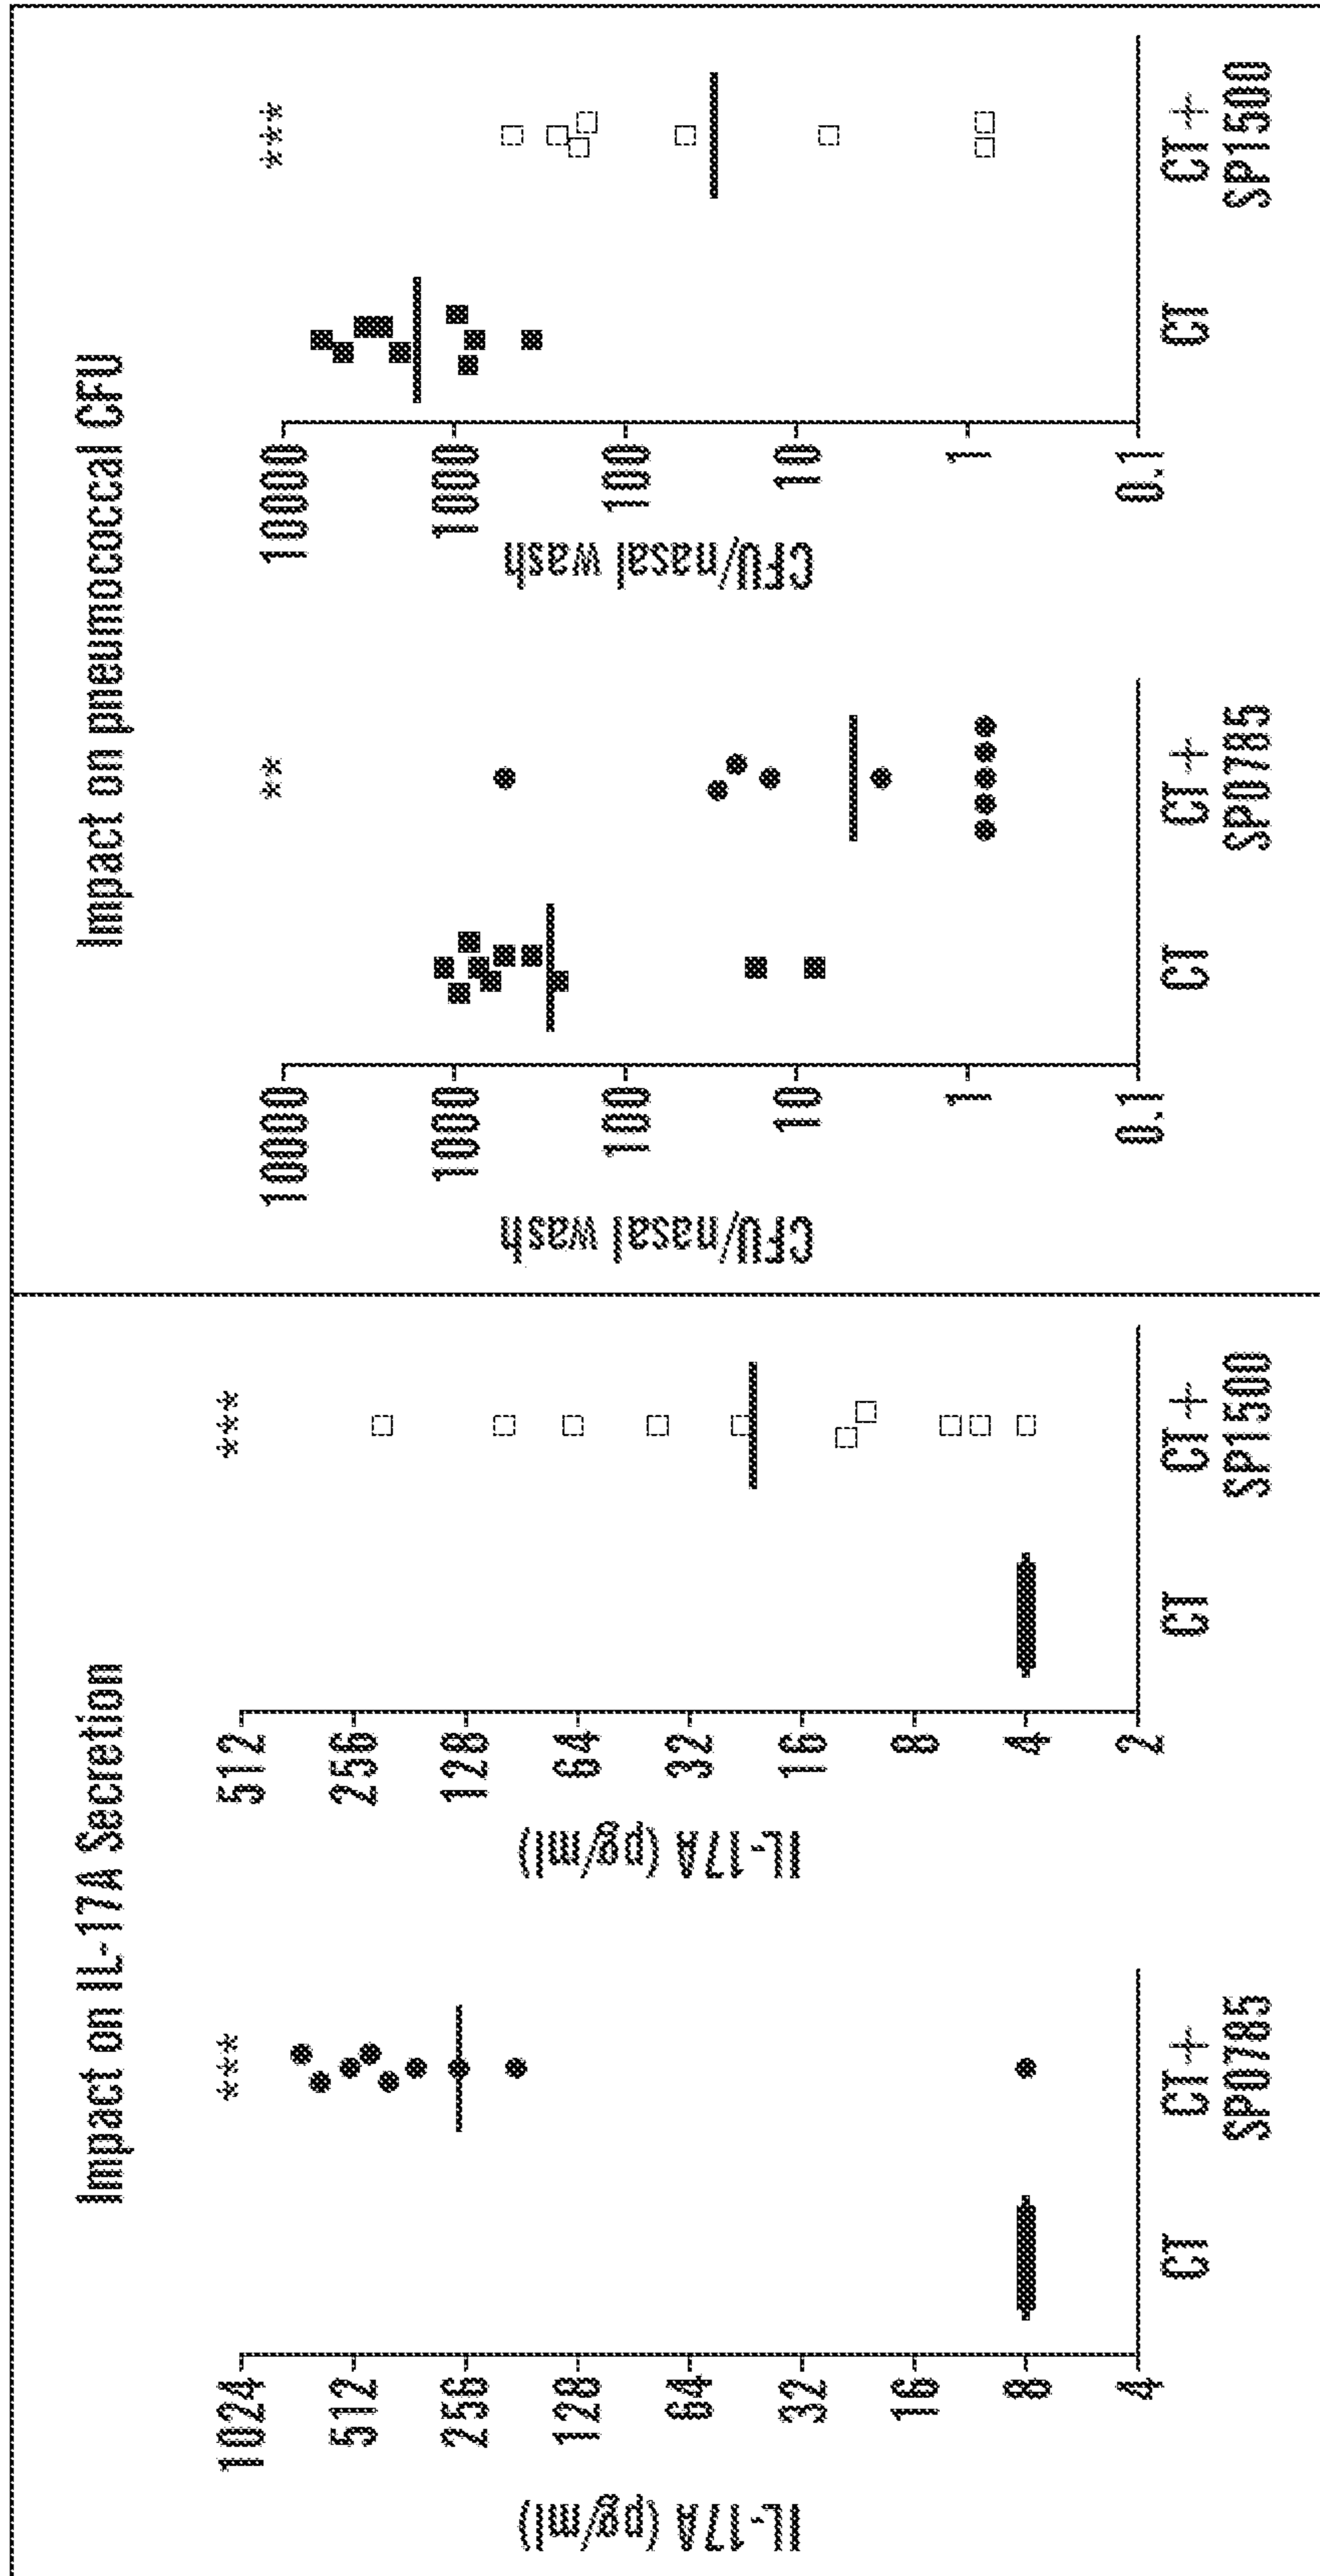 Impact on IL-17A Secretion
IL-17A (pg/ml)
1024
512
256
128
64
32
16
8
4
***
CT
CT +
SP0785
IL-17A (pg/ml)
512
256
128
64
32
16
8
4
2
***
CT
CT +
SP1500
Impact on pneumococcal CFU
CFU/nasal wash
10000
1000
100
10
1
0.1
**
CT
CT +
SP0785
CFU/nasal wash
10000
1000
100
10
1
0.1
***
CT
CT +
SP1500